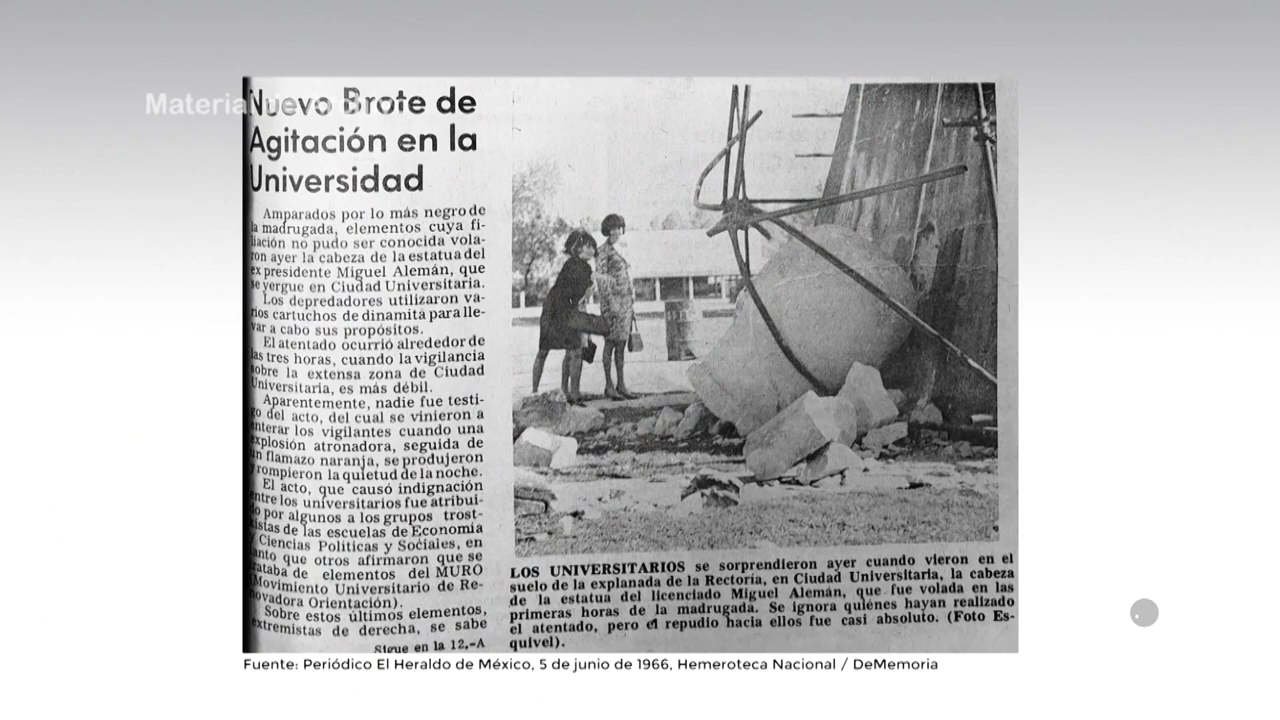 Material
Nuevo Brote de
Agitación en la
Universidad
Amparados por lo más negro de
la madrugada, elementos cuya fi-
liación no pudo ser conocida vola-
ron ayer la cabeza de la estatua del
ex presidente Miguel Alemán, que
se yergue en Ciudad Universitaria.
Los depredadores utilizaron va-
rios cartuchos de dinamita para lle-
var a cabo sus propósitos.
El atentado ocurrió alrededor de
las tres horas, cuando la vigilancia
sobre la extensa zona de Ciudad
Universitaria, es más débil.
Aparentemente, nadie fue testi-
go del acto, del cual se vinieron a
enterar los vigilantes cuando una
explosión atronadora, seguida de
un flamazo naranja, se produjeron
y rompieron la quietud de la noche.
El acto, que causó indignación
entre los universitarios fue atribui-
do por algunos a los grupos trost-
kistas de las escuelas de Economía
y Ciencias Políticas y Sociales, en
tanto que otros afirmaron que se
trataba de elementos del MURO
(Movimiento Universitario de Re-
novadora Orientación).
Sobre estos últimos elementos,
extremistas de derecha, se sabe
Sigue en la 12.-A
LOS UNIVERSITARIOS se sorprendieron ayer cuando vieron en el
suelo de la explanada de la Rectoría, en Ciudad Universitaria, la cabeza
de la estatua del licenciado Miguel Alemán, que fue volada en las
primeras horas de la madrugada. Se ignora quiénes hayan realizado
el atentado, pero el repudio hacia ellos fue casi absoluto. (Foto Es-
quivel).
Fuente: Periódico El Heraldo de México, 5 de junio de 1966, Hemeroteca Nacional / DeMemoria